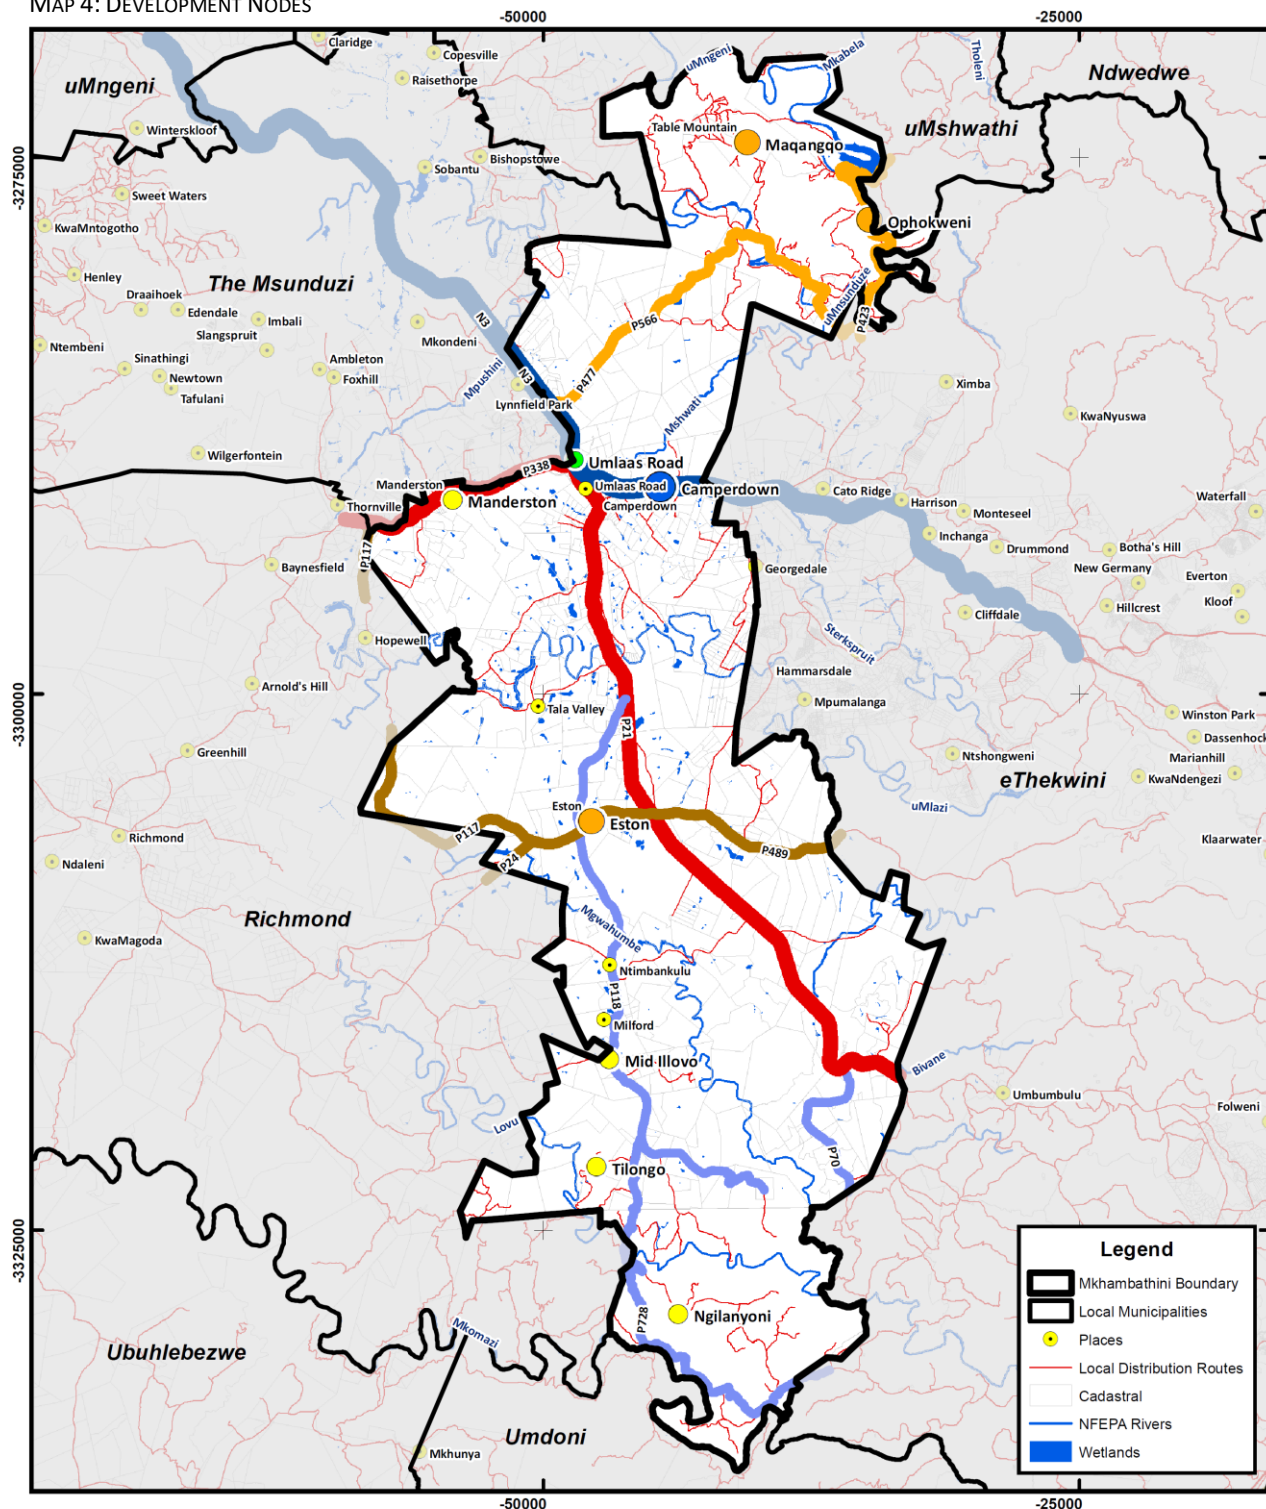 MAP 4: DEVELOPMENT NODES
-50000
-25000
Claridge
Copesville
uMngeni
Mkabela
Tholeni
Ndwedwe
uMngeni
Raisethorpe
Winterskloof
Table Mountain
uMshwathi
Maqangqo
-3275000
Bishopstowe
Sobantu
Sweet Waters
KwaMntogotho
Ophokweni
Henley
The Msunduzi
Draaihoek
Edendale
Imbali
uMnsunduze
N3
P566
P423
Slangspruit
Ntembeni
Mkondeni
Sinathingi
Ambleton
Newtown
Foxhill
Mpushini
N3
P477
Ximba
Tafulani
Lynnfield Park
Mshwati
KwaNyuswa
Wilgerfontein
P338
Umlaas Road
Manderston
Umlaas Road
Camperdown
Cato Ridge
Waterfall
Thornville
Manderston
Camperdown
Harrison
Monteseel
Inchanga
P117
Drummond
Botha's Hill
Baynesfield
Georgedale
New Germany
Everton
Kloof
Cliffdale
Hillcrest
Hopewell
Sterkspruit
Hammarsdale
Arnold's Hill
-3300000
Tala Valley
Mpumalanga
P21
Winston Park
Dassenhoek
Greenhill
Ntshongweni
Marianhill
eThekwini
KwaNdengezi
Eston
uMlazi
Eston
P117
Richmond
Klaarwater
P489
P24
Ndaleni
Richmond
Mgwahumbe
KwaMagoda
Ntimbankulu
P118
Milford
Mid Illovo
Bivane
Umbumbulu
Folweni
Lovu
P70
Tilongo
-3325000
Legend
Mkhambathini Boundary
Local Municipalities
Places
Local Distribution Routes
Cadastral
NFEPA Rivers
Wetlands
Ngilanyoni
P728
Mkomazi
Ubuhlebezwe
Umdoni
Mkhunya
-50000
-25000